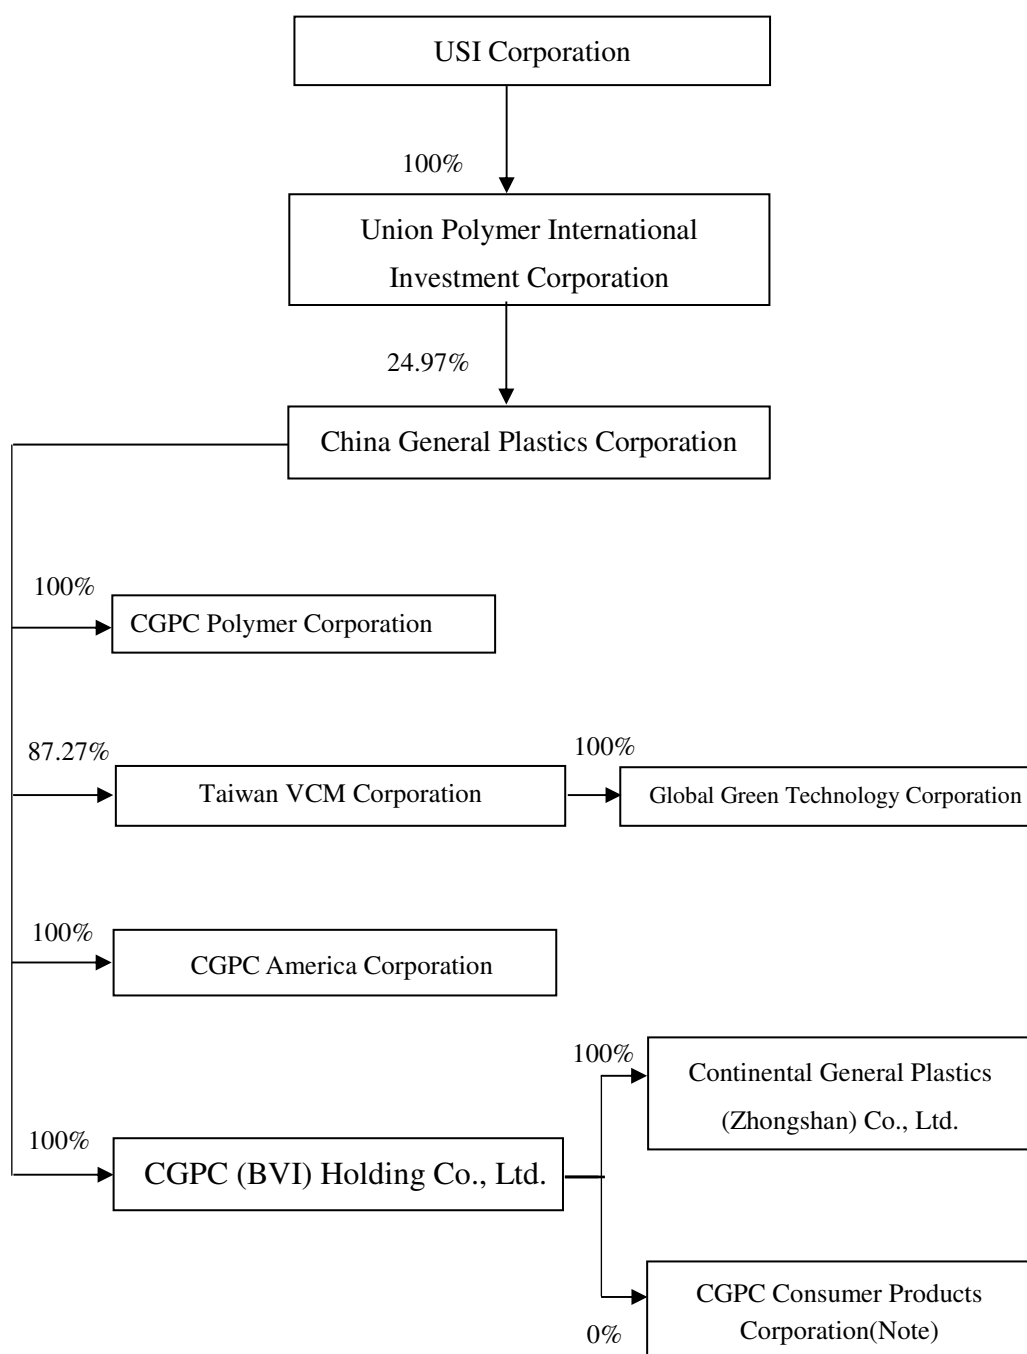 USI Corporation
100%
Union Polymer International
Investment Corporation
24.97%
China General Plastics Corporation
100%
CGPC Polymer Corporation
87.27%
Taiwan VCM Corporation
100%
Global Green Technology Corporation
100%
CGPC America Corporation
100%
CGPC (BVI) Holding Co., Ltd.
100%
Continental General Plastics
(Zhongshan) Co., Ltd.
0%
CGPC Consumer Products
Corporation(Note)